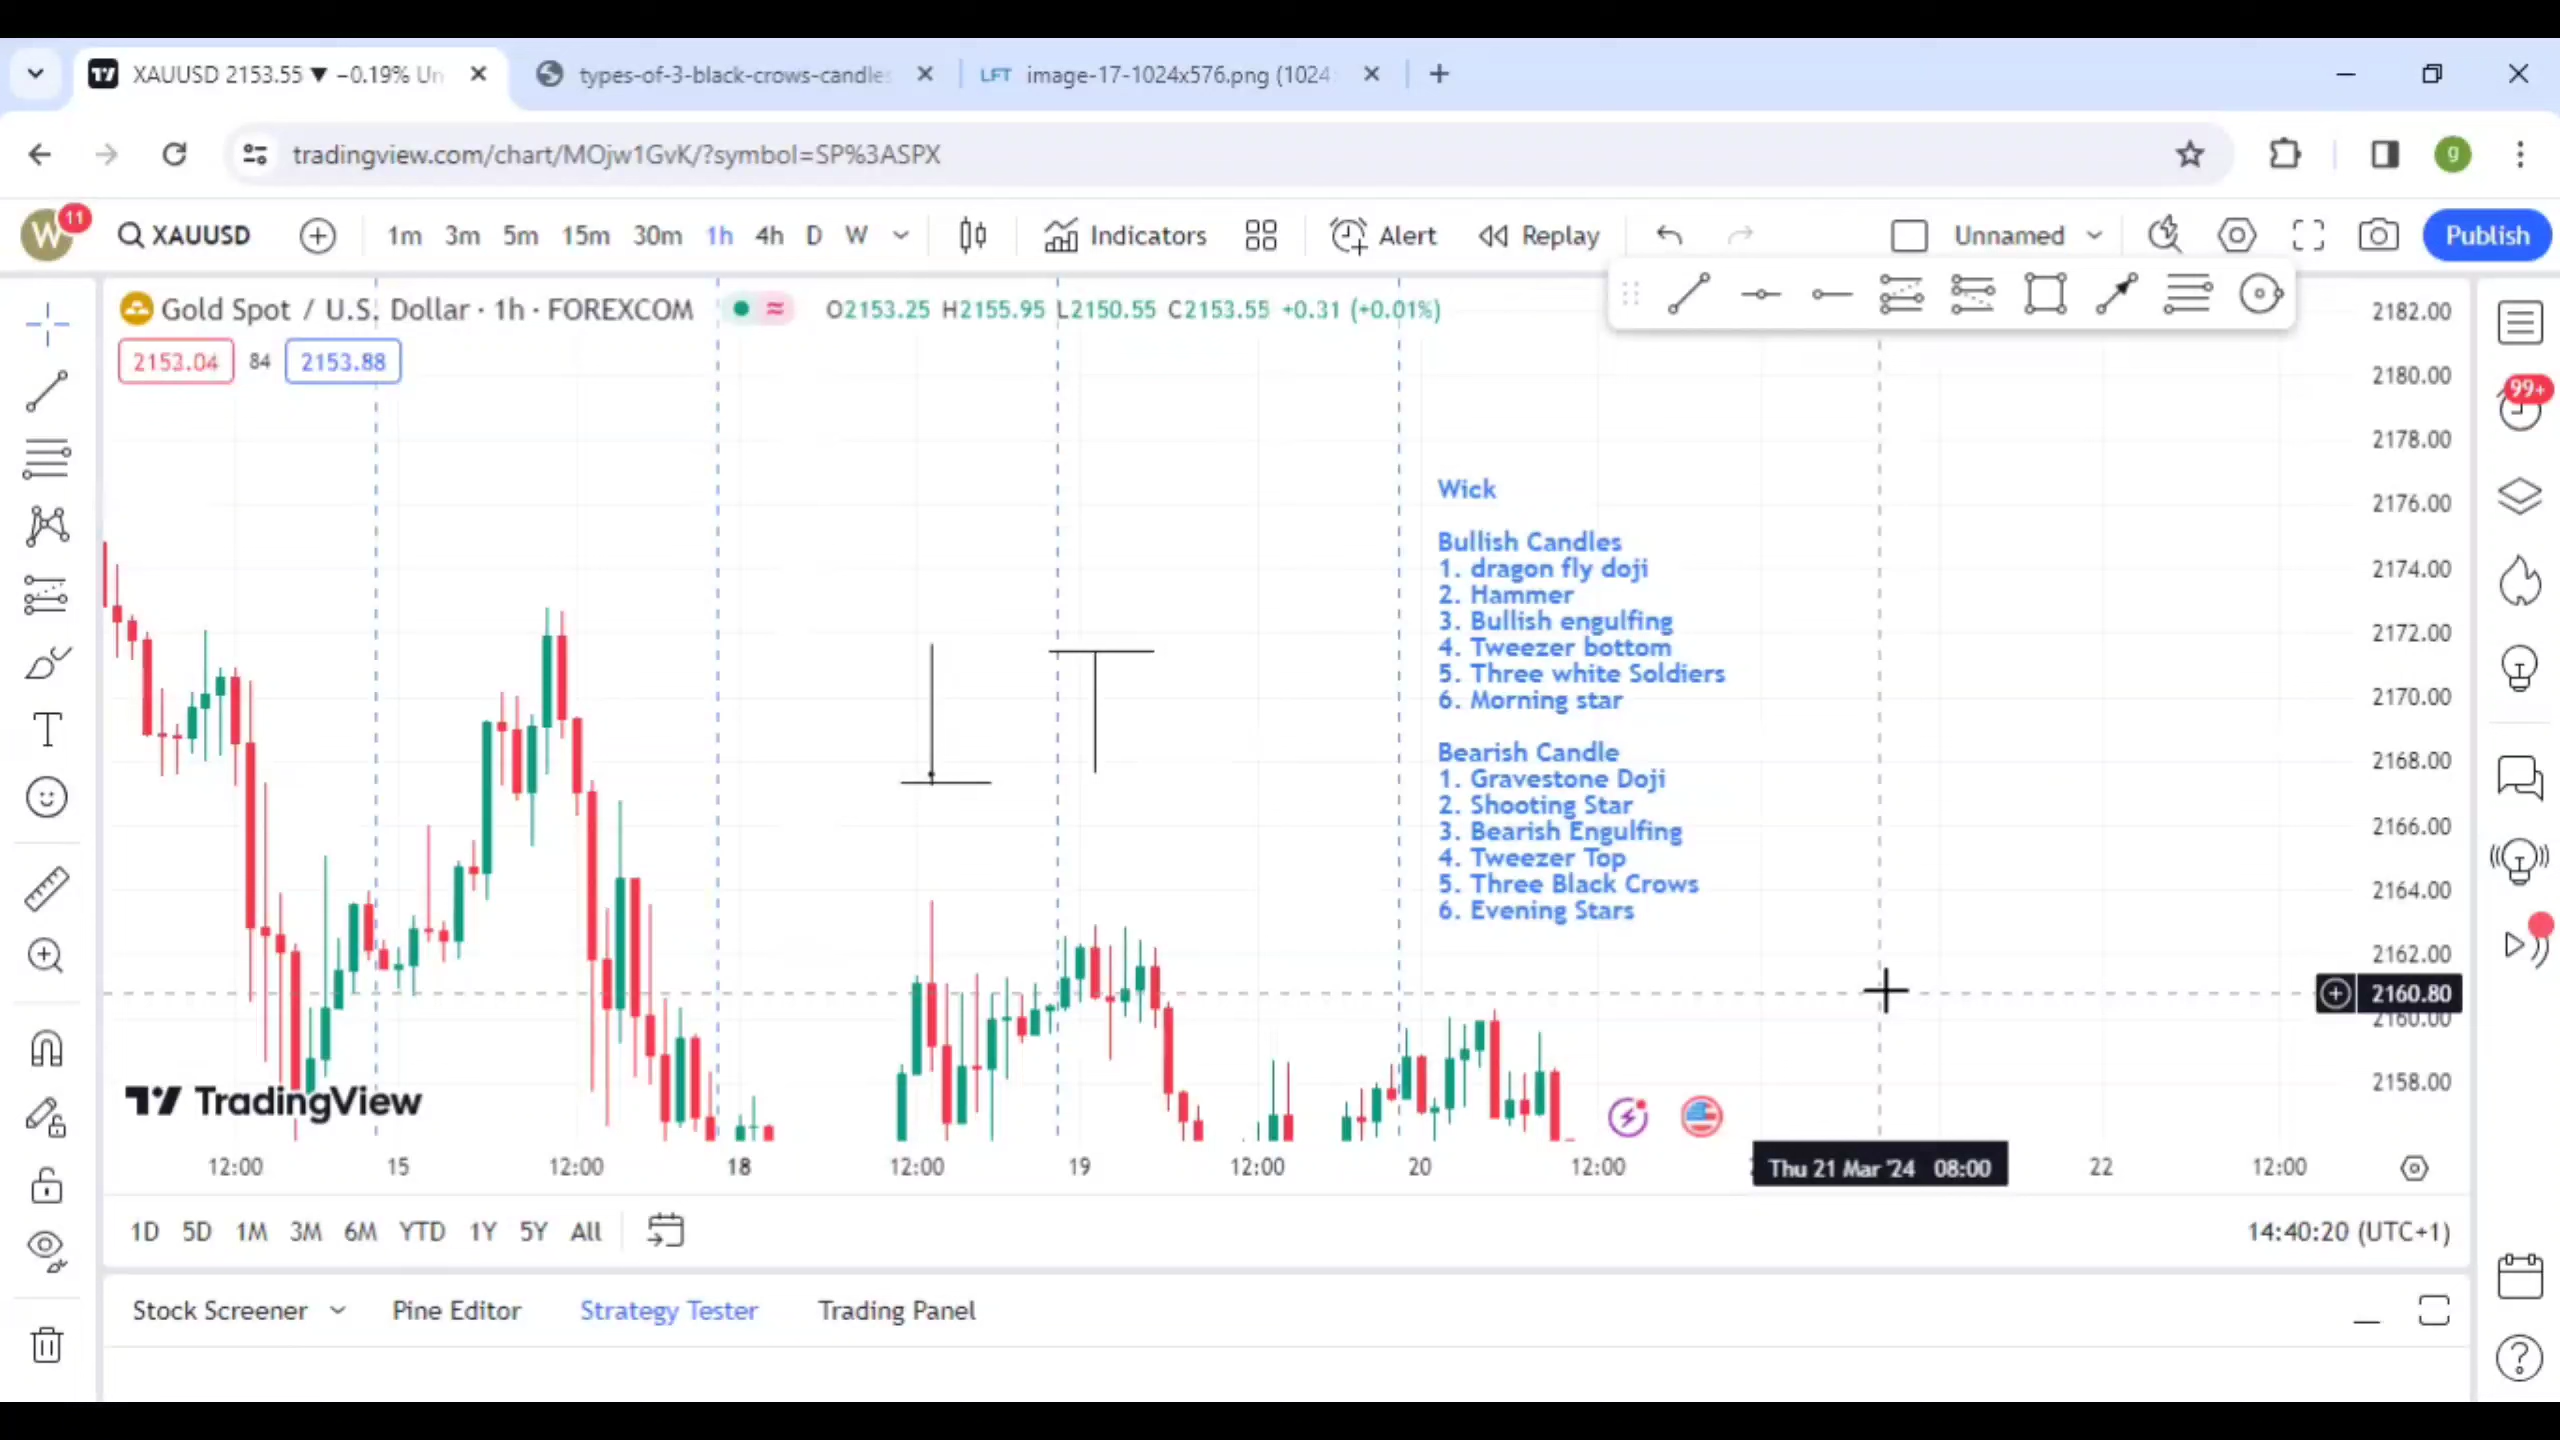 XAUUSD 2153.55 ▼ −0.19% Un
types-of-3-black-crows-candles
LFT image-17-1024x576.png (1024
tradingview.com/chart/MOjw1GvK/?symbol=SP%3ASPX
g
W 11
XAUUSD
1m 3m 5m 15m 30m 1h 4h D W
Indicators
Alert
Replay
Unnamed
Publish
Gold Spot / U.S. Dollar · 1h · FOREXCOM
O2153.25 H2155.95 L2150.55 C2153.55 +0.31 (+0.01%)
2153.04 84 2153.88
2182.00
2180.00
2178.00
2176.00
2174.00
2172.00
2170.00
2168.00
2166.00
2164.00
2162.00
2160.80
2160.00
2158.00
99+
Wick
Bullish Candles
1. dragon fly doji
2. Hammer
3. Bullish engulfing
4. Tweezer bottom
5. Three white Soldiers
6. Morning star
Bearish Candle
1. Gravestone Doji
2. Shooting Star
3. Bearish Engulfing
4. Tweezer Top
5. Three Black Crows
6. Evening Stars
TradingView
12:00 15 12:00 18 12:00 19 12:00 20 12:00 Thu 21 Mar '24 08:00 22 12:00
1D 5D 1M 3M 6M YTD 1Y 5Y All
14:40:20 (UTC+1)
Stock Screener Pine Editor Strategy Tester Trading Panel